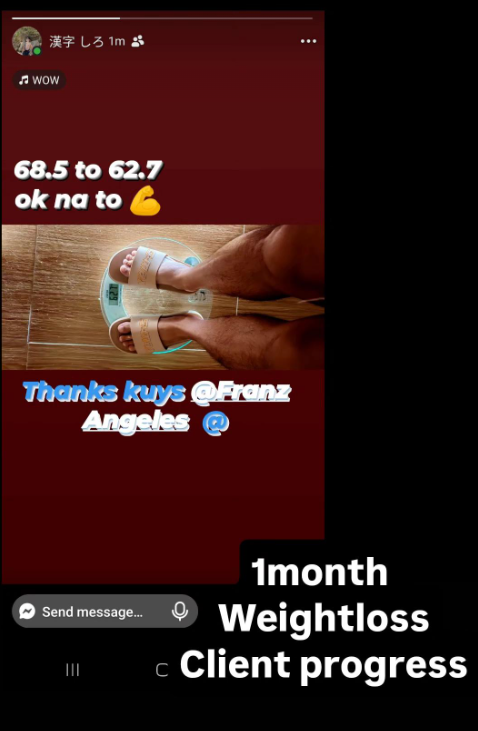 漢字 しろ 1m
WOW
68.5 to 62.7
ok na to 💪
Thanks kuys @Franz
Angeles @
Send message...
1month
Weightloss
Client progress